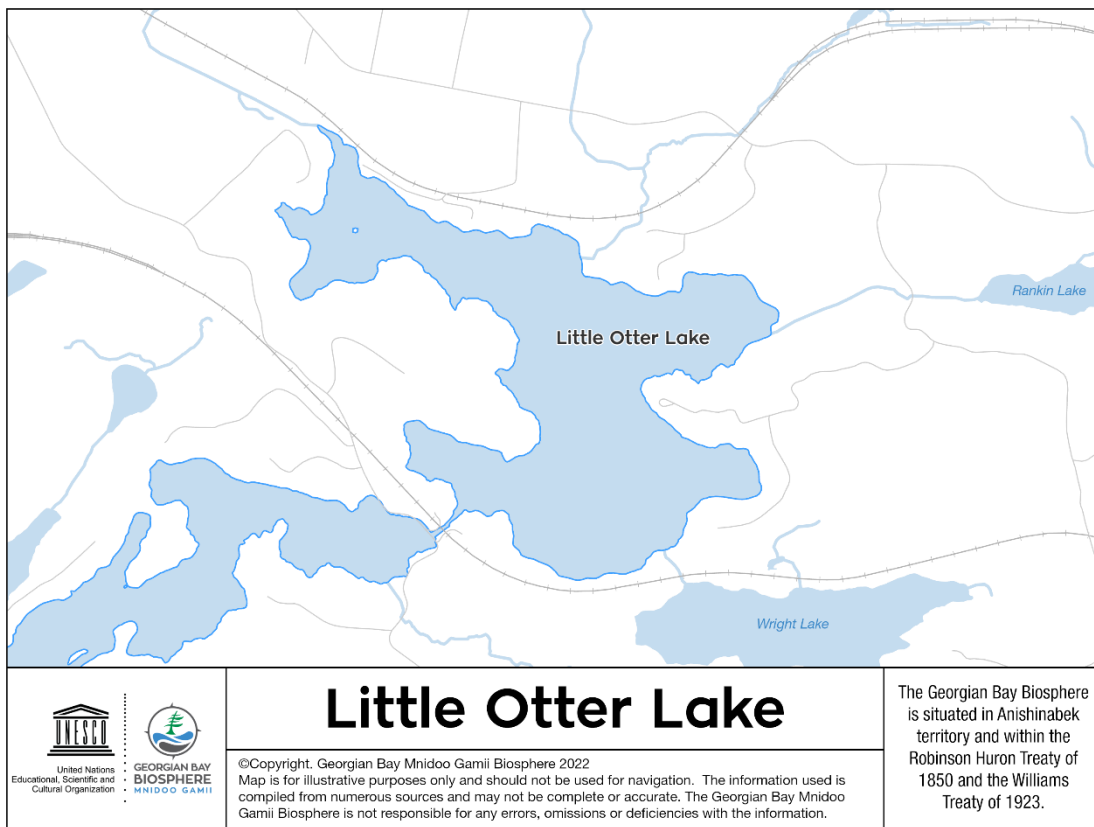 Rankin Lake
Little Otter Lake
Wright Lake
UNESCO
United Nations
Educational, Scientific and
Cultural Organization
GEORGIAN BAY
BIOSPHERE
MNIDOO GAMII
Little Otter Lake
©Copyright. Georgian Bay Mnidoo Gamii Biosphere 2022
Map is for illustrative purposes only and should not be used for navigation.  The information used is
compiled from numerous sources and may not be complete or accurate. The Georgian Bay Mnidoo
Gamii Biosphere is not responsible for any errors, omissions or deficiencies with the information.
The Georgian Bay Biosphere
is situated in Anishinabek
territory and within the
Robinson Huron Treaty of
1850 and the Williams
Treaty of 1923.